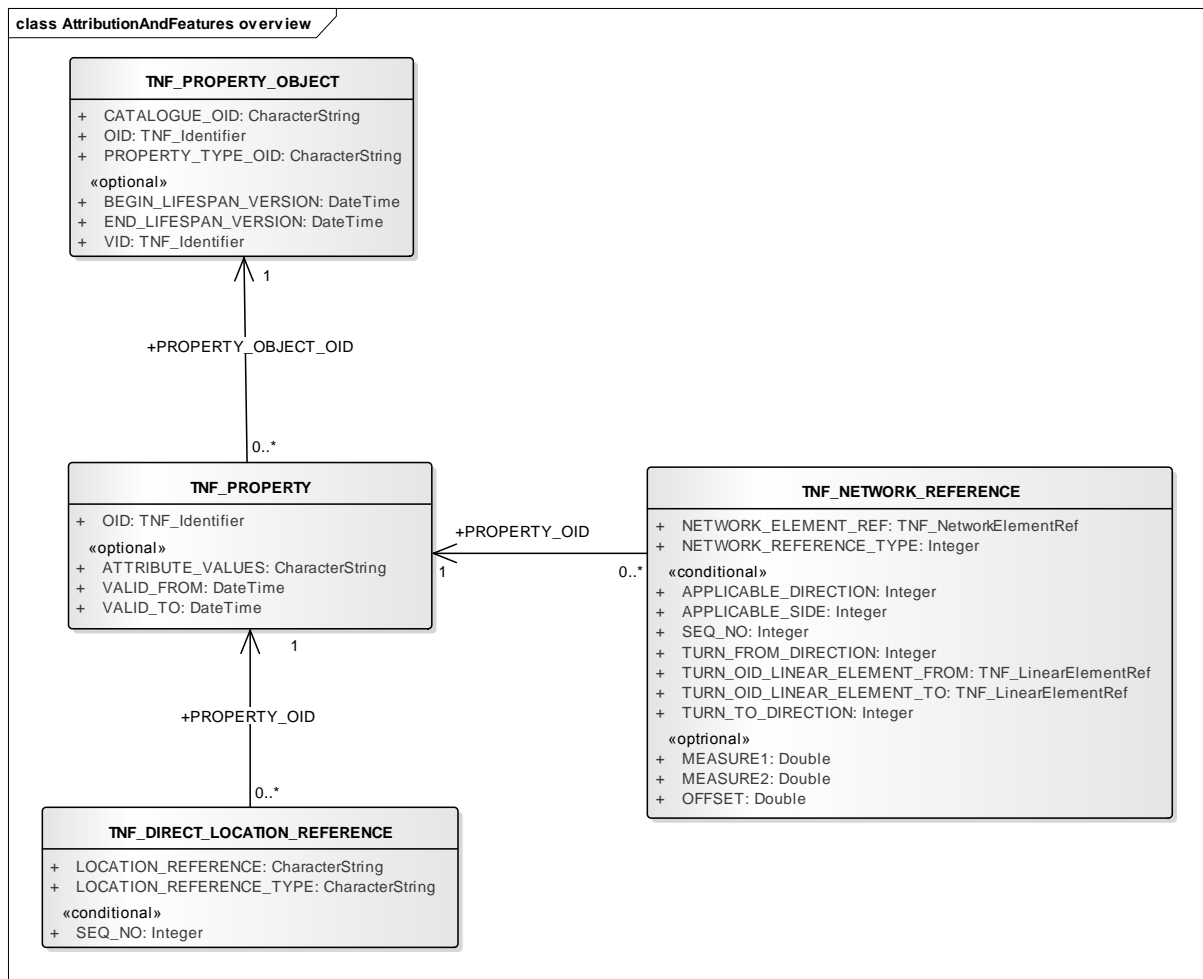 class AttributionAndFeatures overview
TNF_PROPERTY_OBJECT
+ CATALOGUE_OID: CharacterString
+ OID: TNF_Identifier
+ PROPERTY_TYPE_OID: CharacterString
«optional»
+ BEGIN_LIFESPAN_VERSION: DateTime
+ END_LIFESPAN_VERSION: DateTime
+ VID: TNF_Identifier
1
+PROPERTY_OBJECT_OID
0..*
TNF_PROPERTY
+ OID: TNF_Identifier
«optional»
+ ATTRIBUTE_VALUES: CharacterString
+ VALID_FROM: DateTime
+ VALID_TO: DateTime
+PROPERTY_OID
1
0..*
TNF_NETWORK_REFERENCE
+ NETWORK_ELEMENT_REF: TNF_NetworkElementRef
+ NETWORK_REFERENCE_TYPE: Integer
«conditional»
+ APPLICABLE_DIRECTION: Integer
+ APPLICABLE_SIDE: Integer
+ SEQ_NO: Integer
+ TURN_FROM_DIRECTION: Integer
+ TURN_OID_LINEAR_ELEMENT_FROM: TNF_LinearElementRef
+ TURN_OID_LINEAR_ELEMENT_TO: TNF_LinearElementRef
+ TURN_TO_DIRECTION: Integer
«optrional»
+ MEASURE1: Double
+ MEASURE2: Double
+ OFFSET: Double
1
+PROPERTY_OID
0..*
TNF_DIRECT_LOCATION_REFERENCE
+ LOCATION_REFERENCE: CharacterString
+ LOCATION_REFERENCE_TYPE: CharacterString
«conditional»
+ SEQ_NO: Integer